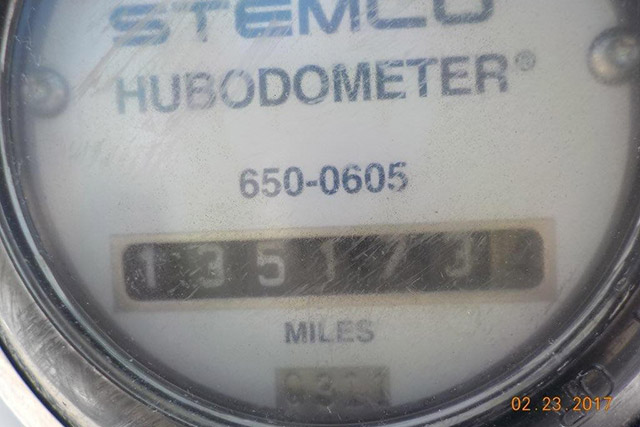 STEMCO
HUBODOMETER®
650-0605
135173
MILES
02.23.2017